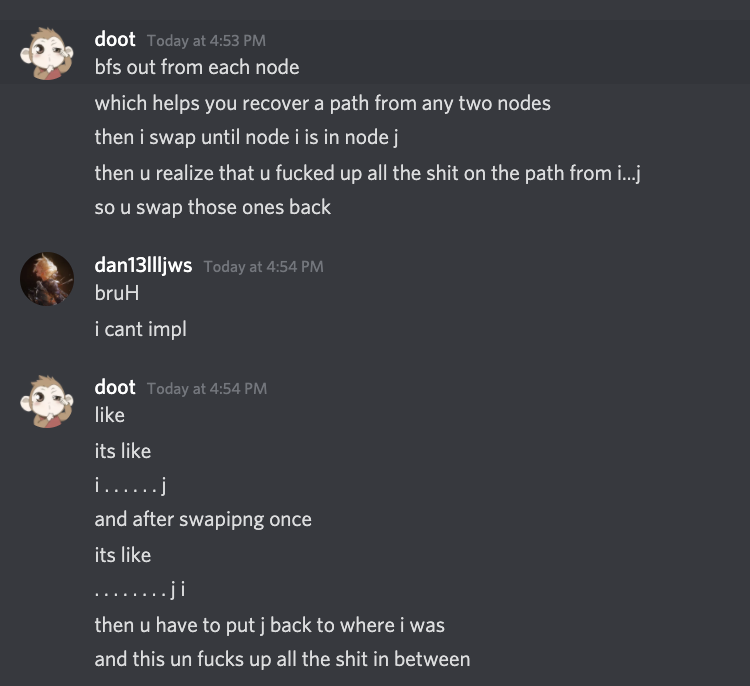 doot Today at 4:53 PM
bfs out from each node
which helps you recover a path from any two nodes
then i swap until node i is in node j
then u realize that u fucked up all the shit on the path from i...j
so u swap those ones back
dan13llljws Today at 4:54 PM
bruH
i cant impl
doot Today at 4:54 PM
like
its like
i . . . . . . j
and after swapipng once
its like
. . . . . . . . j i
then u have to put j back to where i was
and this un fucks up all the shit in between